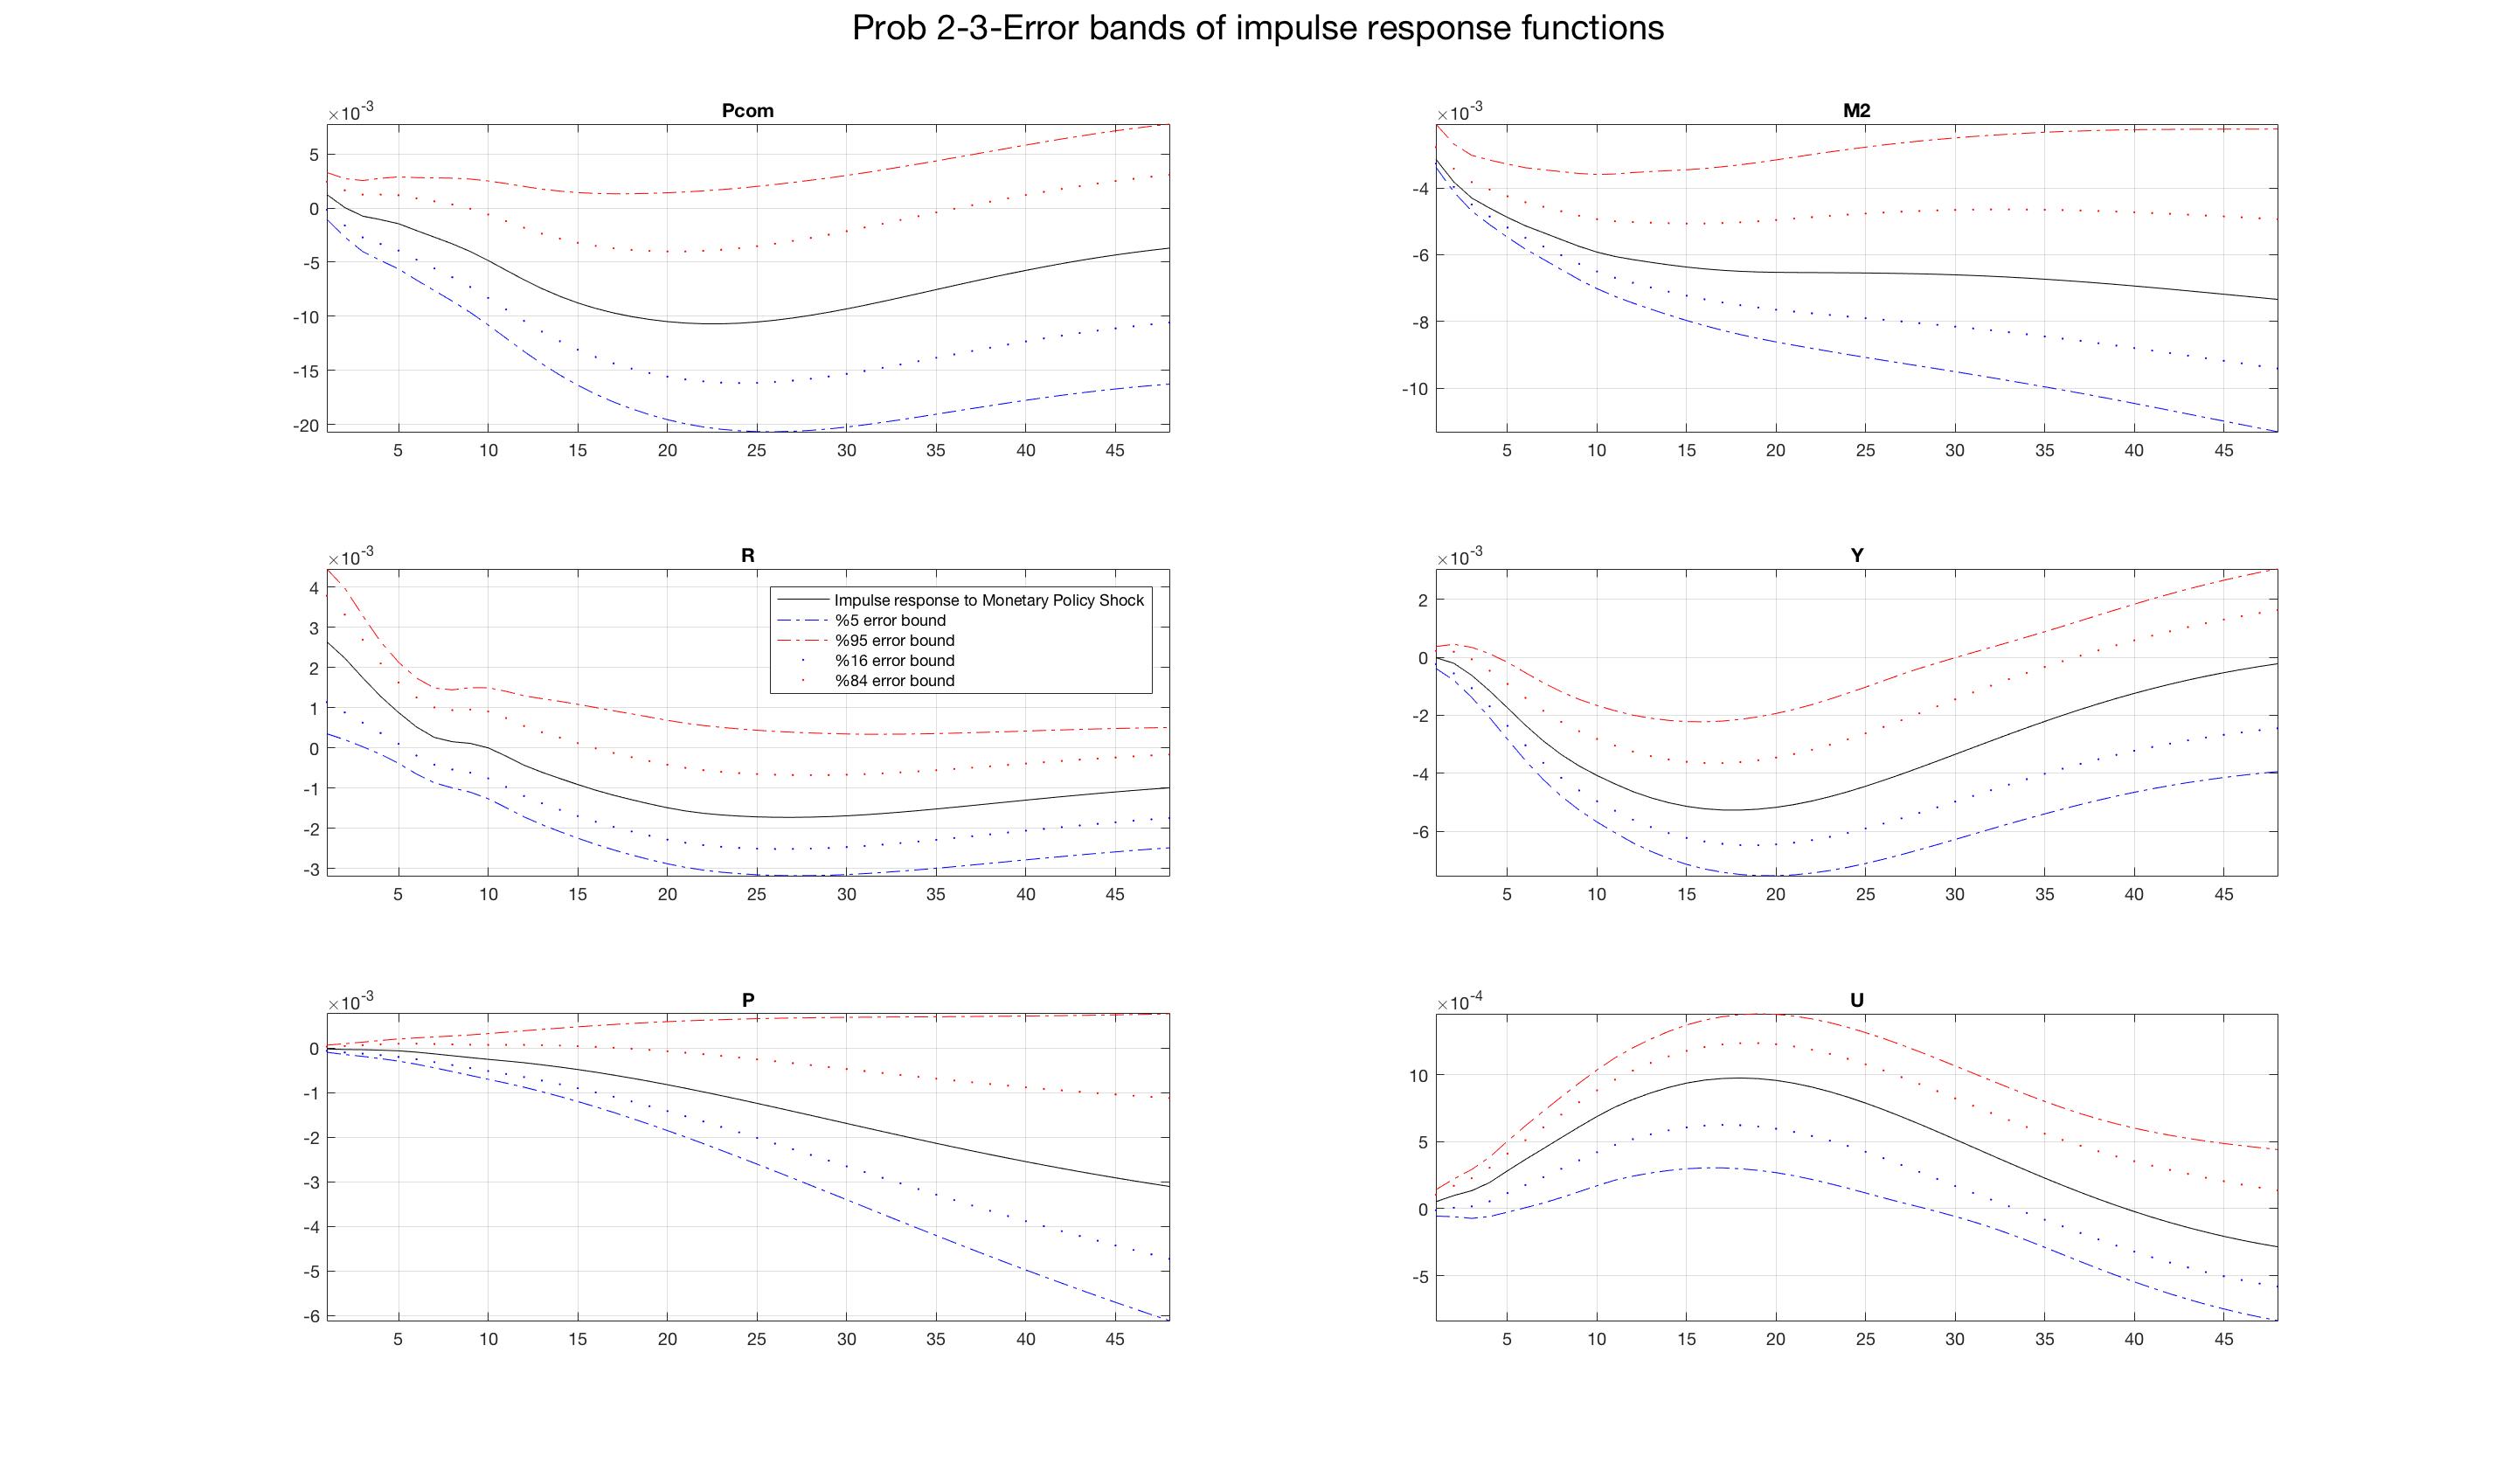 Prob 2-3-Error bands of impulse response functions
×10-3
Pcom
5
0
-5
-10
-15
-20
5 10 15 20 25 30 35 40 45
×10-3
M2
-4
-6
-8
-10
5 10 15 20 25 30 35 40 45
×10-3
R
4
3
2
1
0
-1
-2
-3
5 10 15 20 25 30 35 40 45
Impulse response to Monetary Policy Shock
%5 error bound
%95 error bound
%16 error bound
%84 error bound
×10-3
Y
2
0
-2
-4
-6
5 10 15 20 25 30 35 40 45
×10-3
P
0
-1
-2
-3
-4
-5
-6
5 10 15 20 25 30 35 40 45
×10-4
U
10
5
0
-5
5 10 15 20 25 30 35 40 45